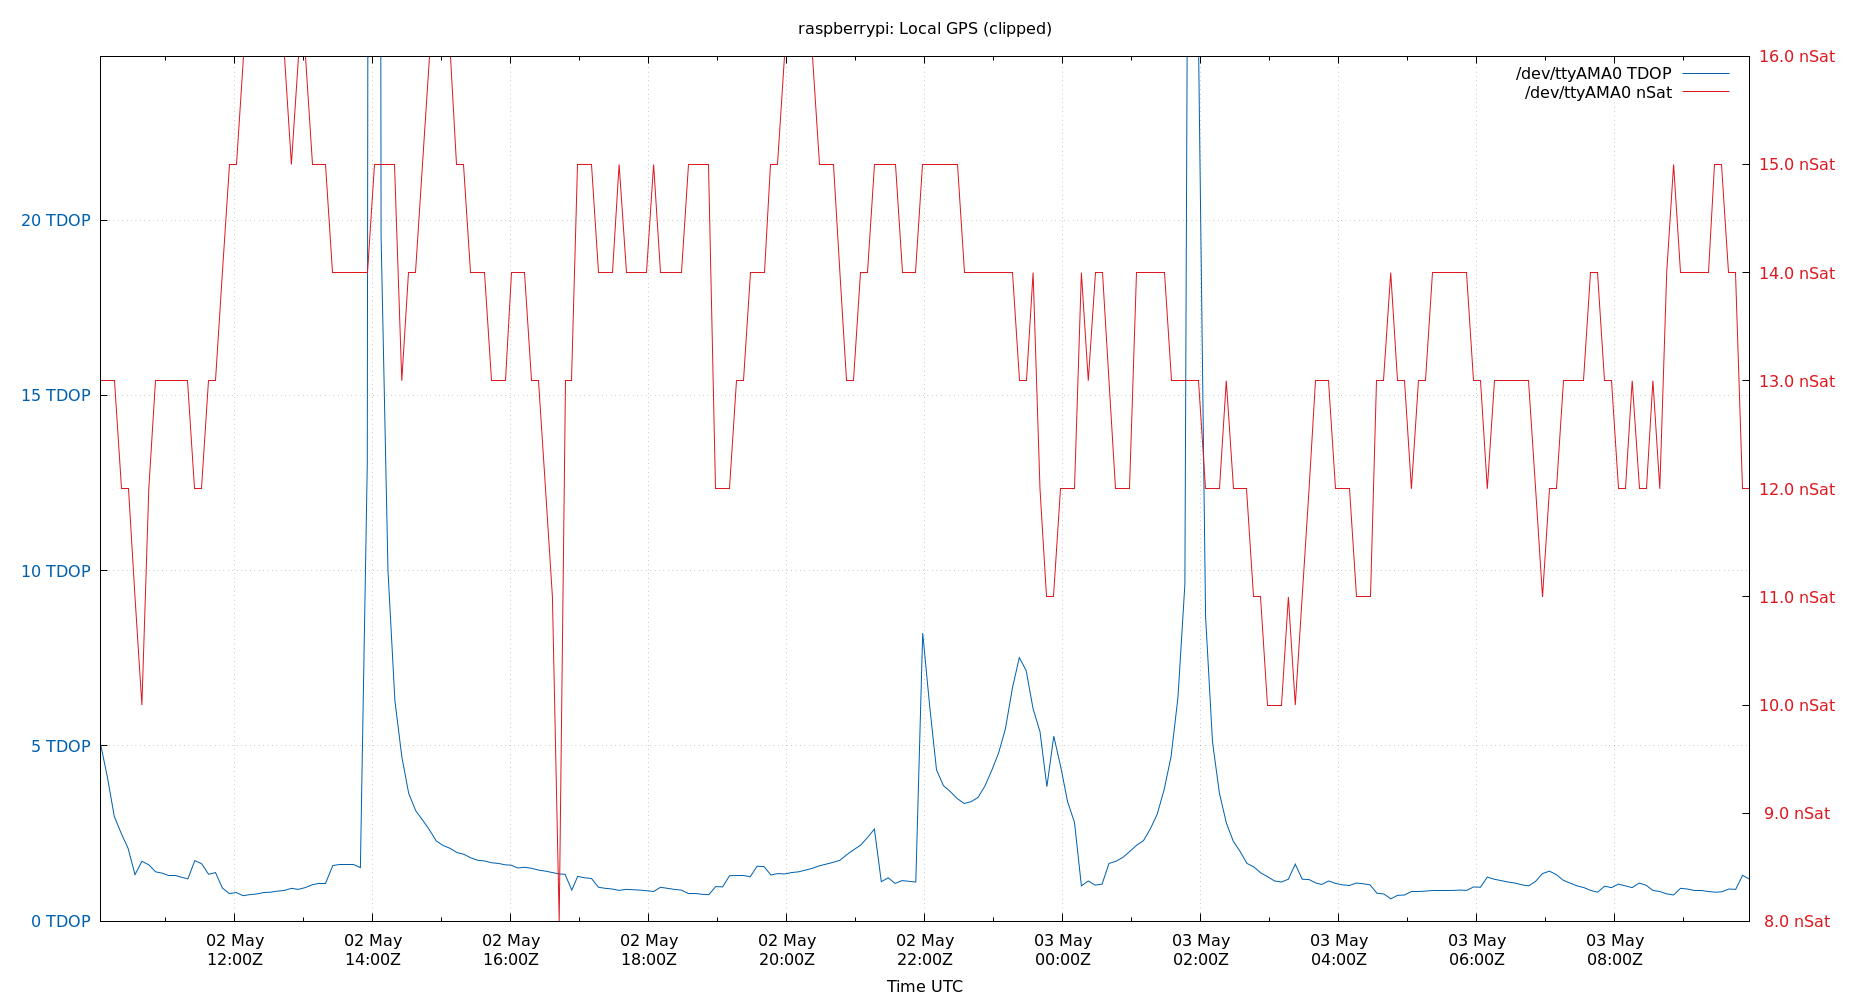 raspberrypi: Local GPS (clipped)
/dev/ttyAMA0 TDOP
/dev/ttyAMA0 nSat
20 TDOP
15 TDOP
10 TDOP
5 TDOP
0 TDOP
16.0 nSat
15.0 nSat
14.0 nSat
13.0 nSat
12.0 nSat
11.0 nSat
10.0 nSat
9.0 nSat
8.0 nSat
02 May
12:00Z
02 May
14:00Z
02 May
16:00Z
02 May
18:00Z
02 May
20:00Z
02 May
22:00Z
03 May
00:00Z
03 May
02:00Z
03 May
04:00Z
03 May
06:00Z
03 May
08:00Z
Time UTC